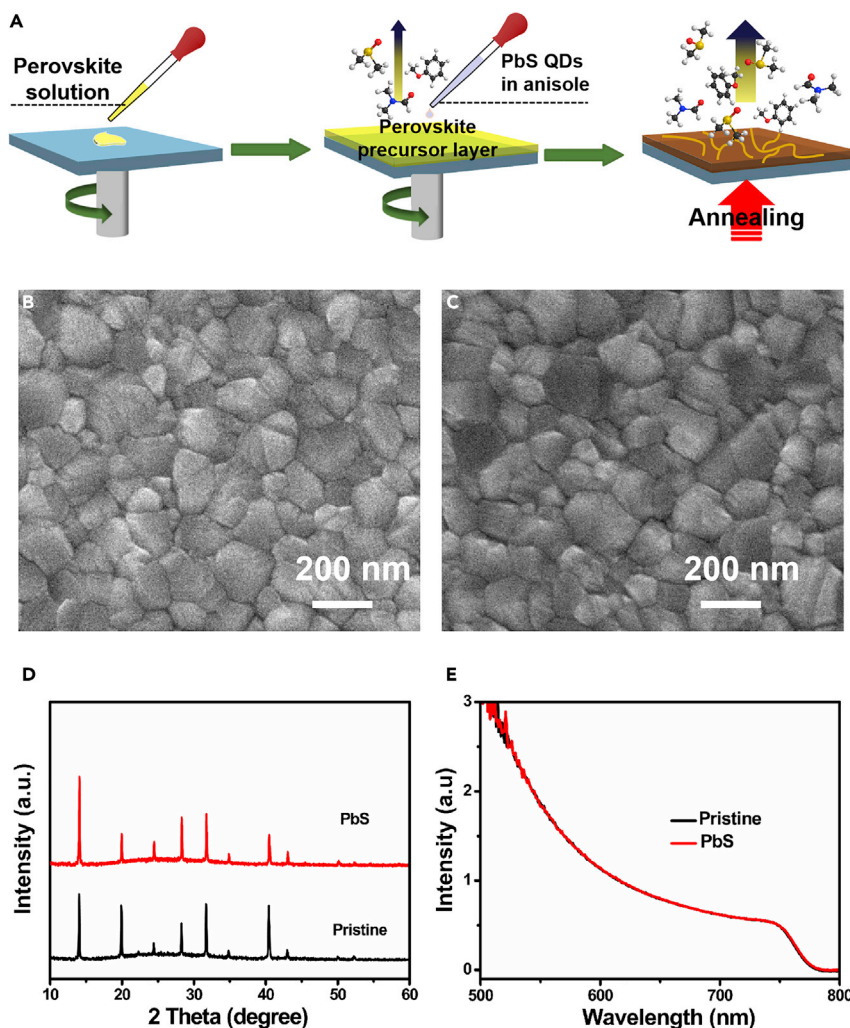 A
Perovskite
solution
PbS QDs
in anisole
Perovskite
precursor layer
Annealing
B
200 nm
C
200 nm
D
Intensity (a.u.)
PbS
Pristine
10 20 30 40 50 60
2 Theta (degree)
E
Intensity (a.u)
3
2
1
0
Pristine
PbS
500 600 700 800
Wavelength (nm)